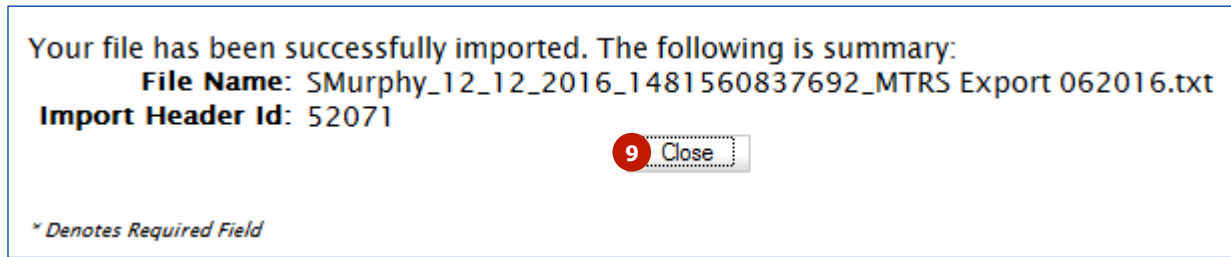 Your file has been successfully imported. The following is summary:
File Name: SMurphy_12_12_2016_1481560837692_MTRS Export 062016.txt
Import Header Id: 52071
9 Close
* Denotes Required Field